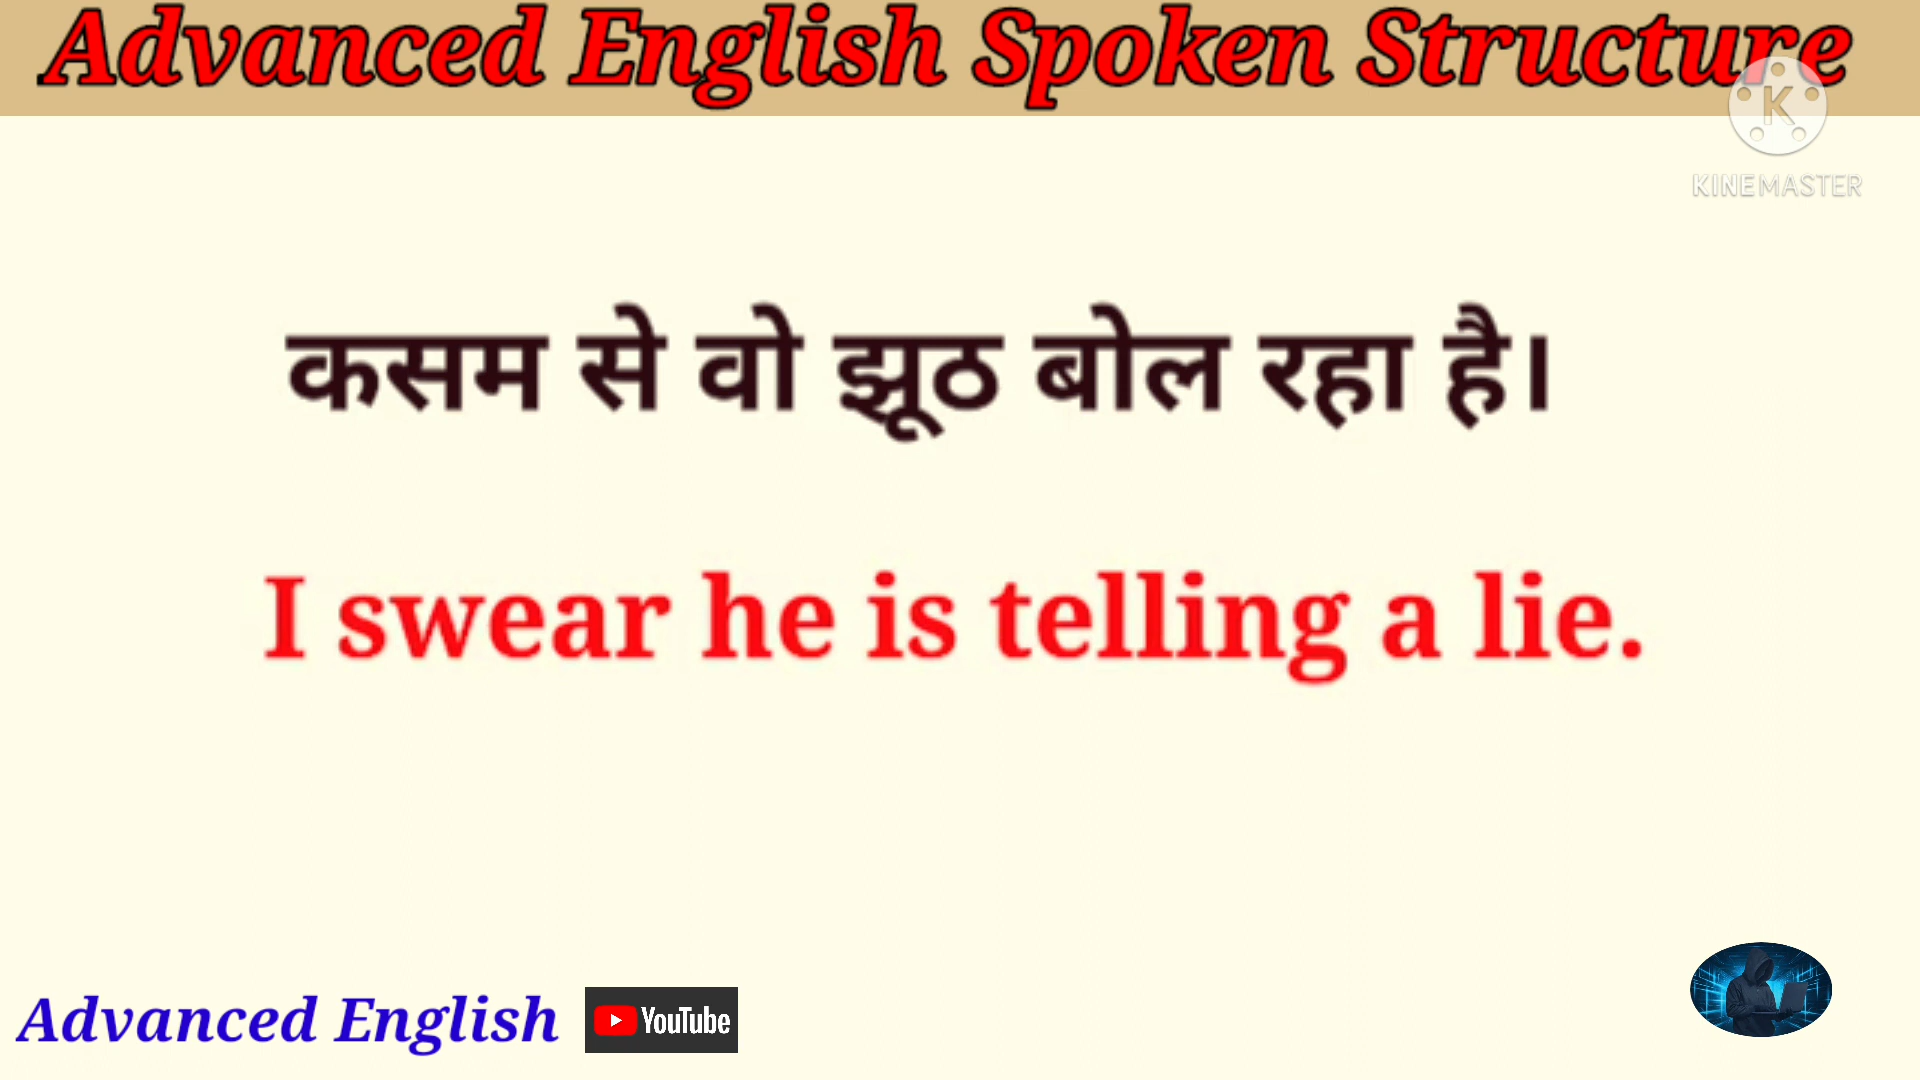 Advanced English Spoken Structure
K
KINEMASTER
कसम से वो झूठ बोल रहा है।
I swear he is telling a lie.
Advanced English
YouTube